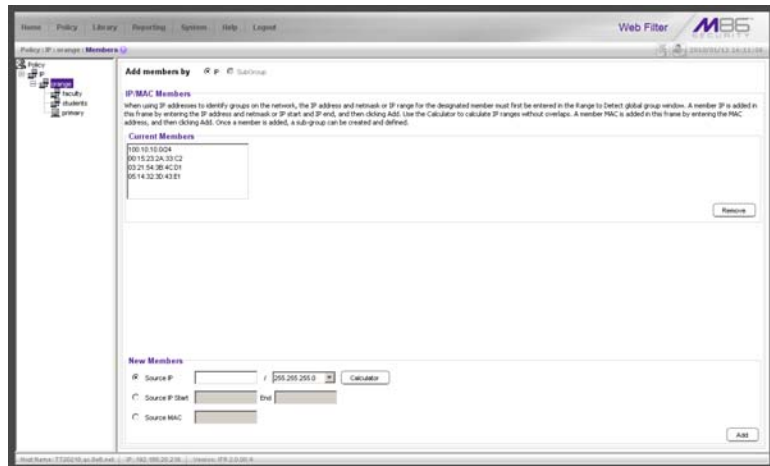 Home Policy Library Reporting System Help Logout
Web Filter
M86 SECURITY
Policy : IP : orange : Members
Policy
IP
orange
faculty
students
primary
Add members by IP SubGroup
IP/MAC Members
When using IP addresses to identify groups on the network, the IP address and netmask or IP range for the designated member must first be entered in the Range to Detect global group window. A member IP is added in
this frame by entering the IP address and netmask or IP start and IP end, and then clicking Add. Use the Calculator to calculate IP ranges without overlaps. A member MAC is added in this frame by entering the MAC
address, and then clicking Add. Once a member is added, a sub-group can be created and defined.
Current Members
100.10.10.0/24
00:15:23:2A:33:C2
03:21:54:3B:4C:D1
05:14:32:3D:43:E1
Remove
New Members
Source IP / 255.255.255.0 Calculator
Source IP Start End
Source MAC
Add
Host Name: IP: Version: